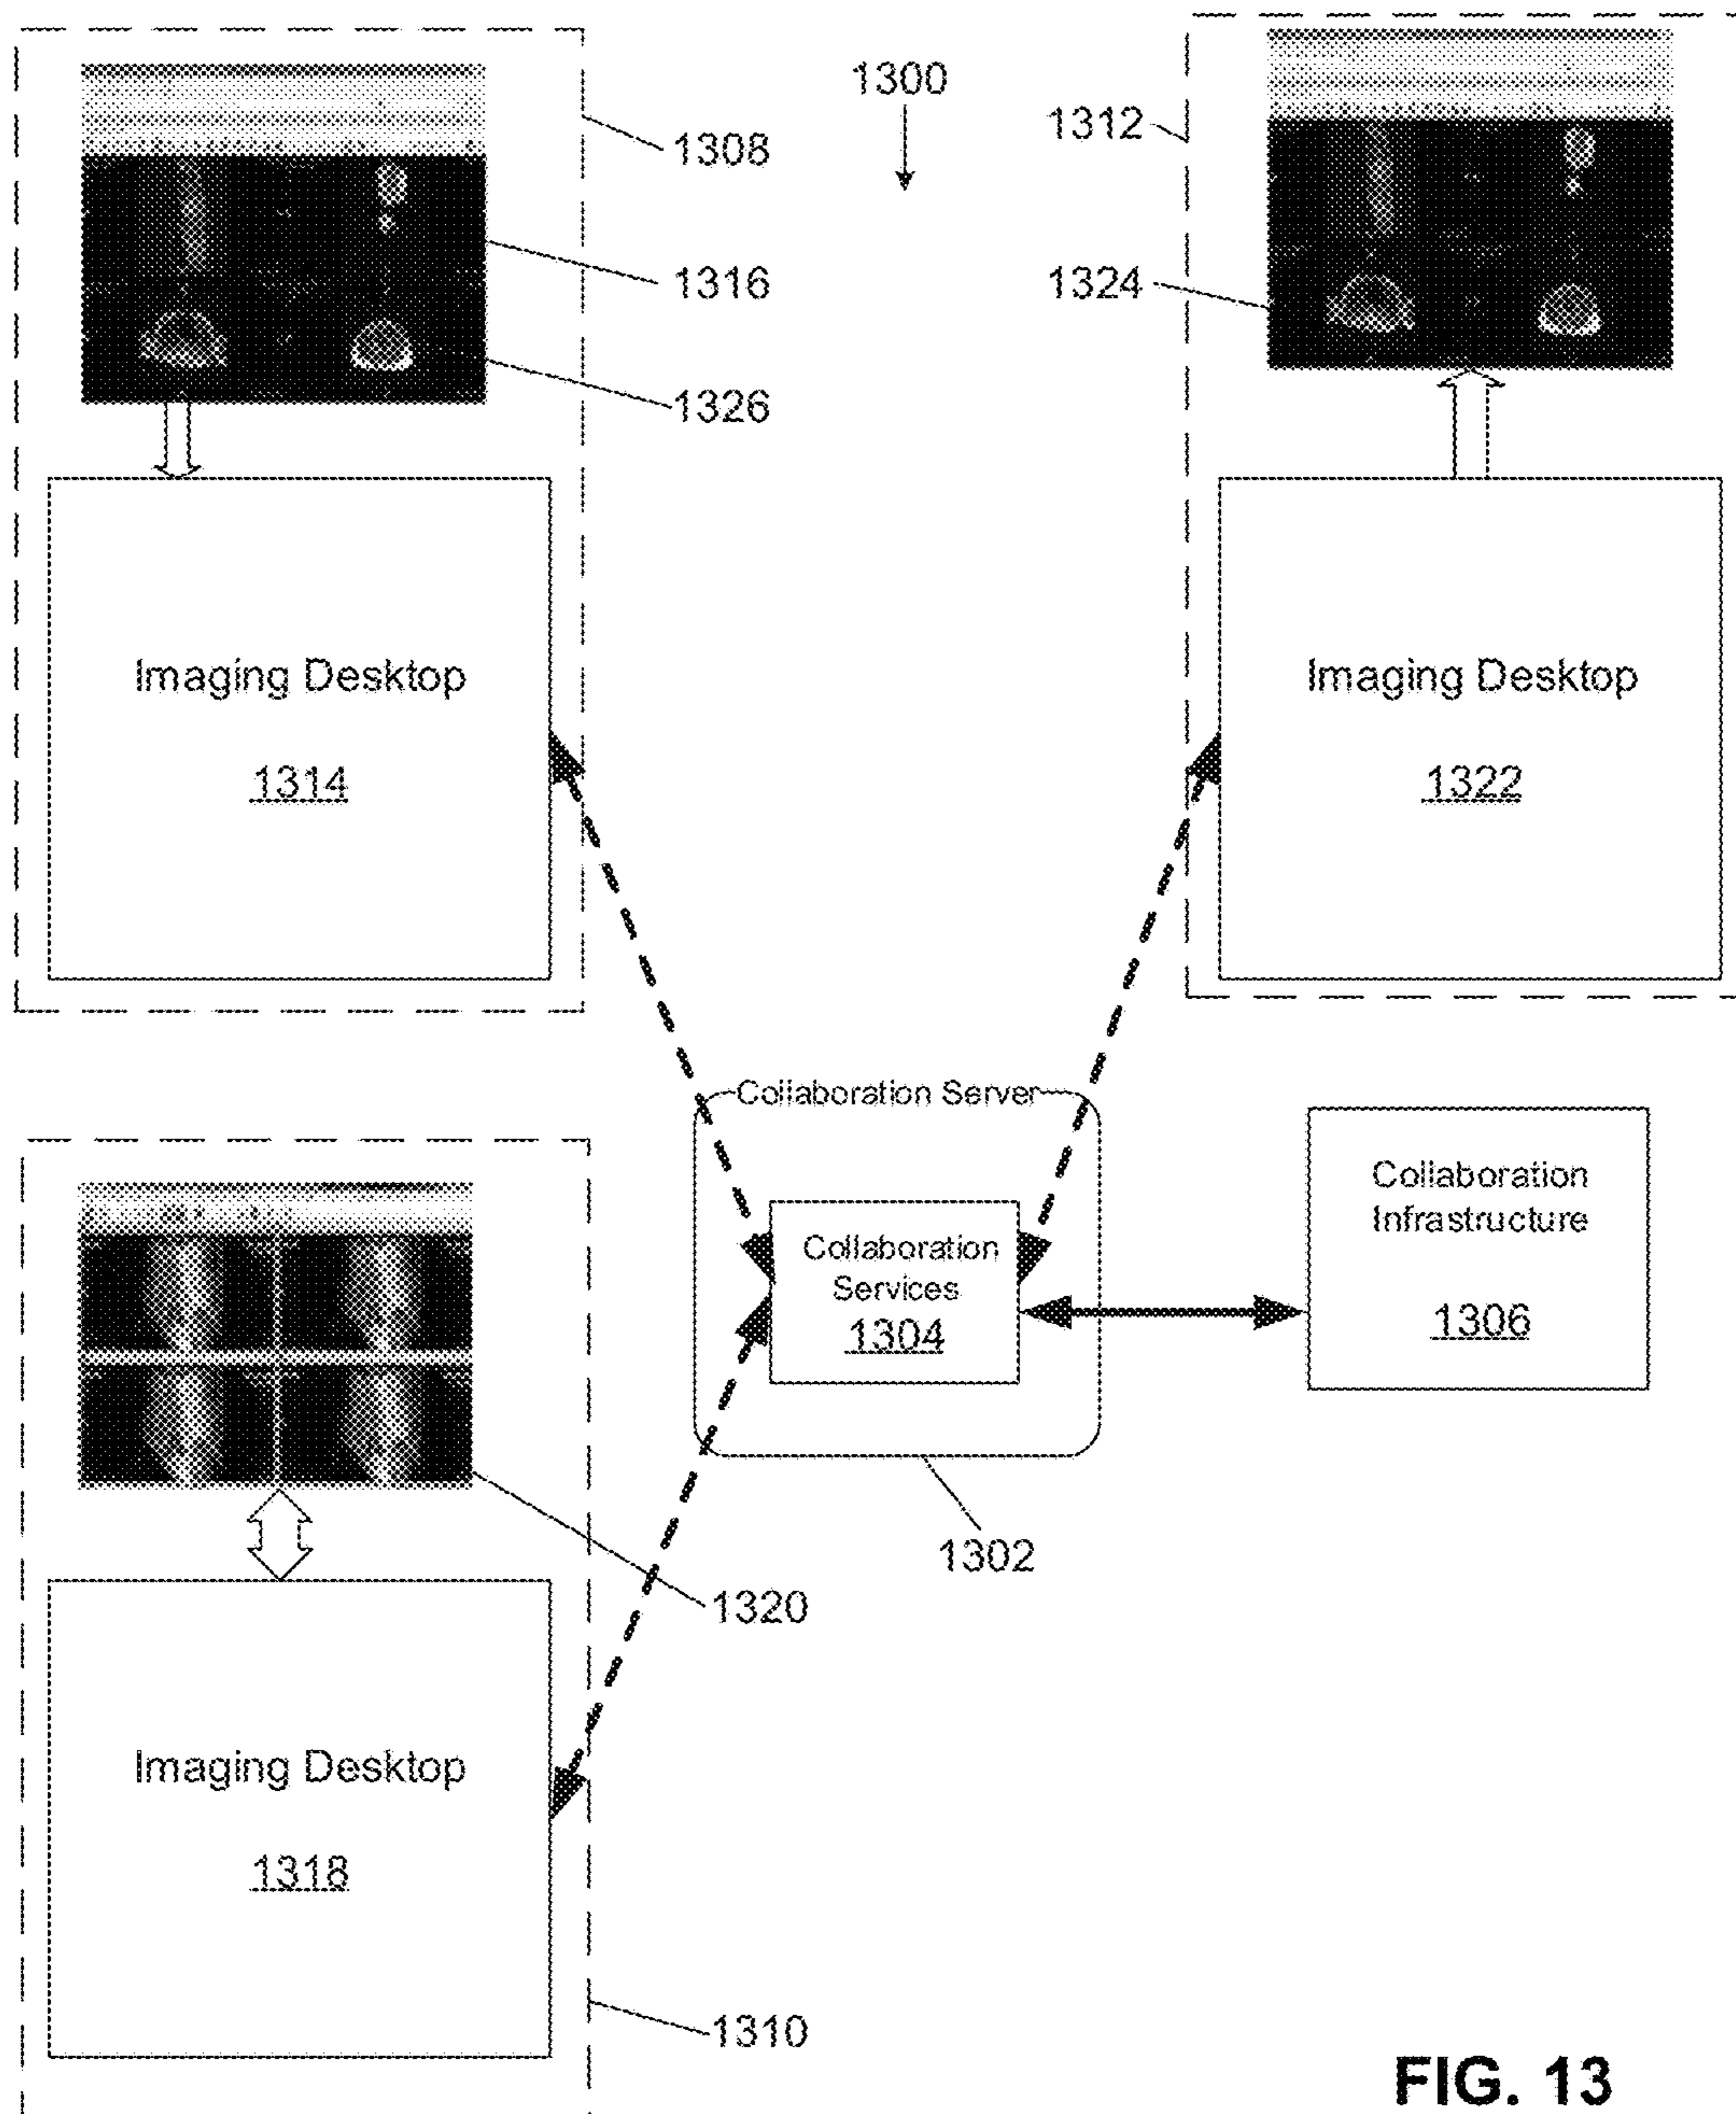 1300
1308
1312
1316
1324
1326
Imaging Desktop
1314
Imaging Desktop
1322
Collaboration Server
Collaboration
Services
1304
Collaboration
Infrastructure
1306
1302
1320
Imaging Desktop
1318
1310
FIG. 13